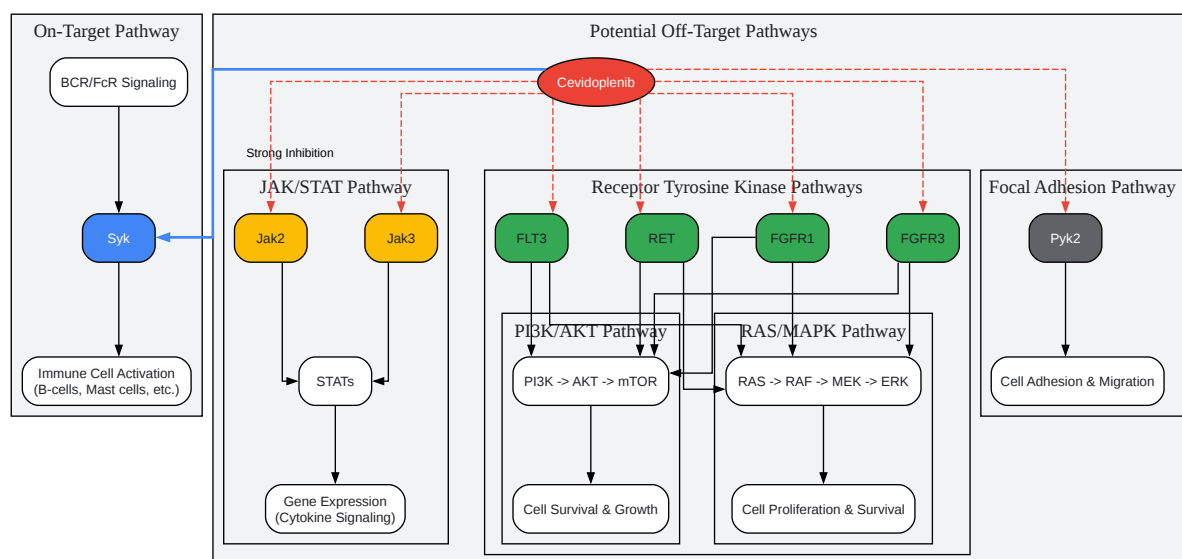 On-Target Pathway
Potential Off-Target Pathways
BCR/FcR Signaling
Cevidoplenib
Strong Inhibition
JAK/STAT Pathway
Receptor Tyrosine Kinase Pathways
Focal Adhesion Pathway
Syk
Jak2
Jak3
FLT3
RET
FGFR1
FGFR3
Pyk2
PI3K/AKT Pathway
RAS/MAPK Pathway
Immune Cell Activation
(B-cells, Mast cells, etc.)
STATs
PI3K -> AKT -> mTOR
RAS -> RAF -> MEK -> ERK
Cell Adhesion & Migration
Gene Expression
(Cytokine Signaling)
Cell Survival & Growth
Cell Proliferation & Survival